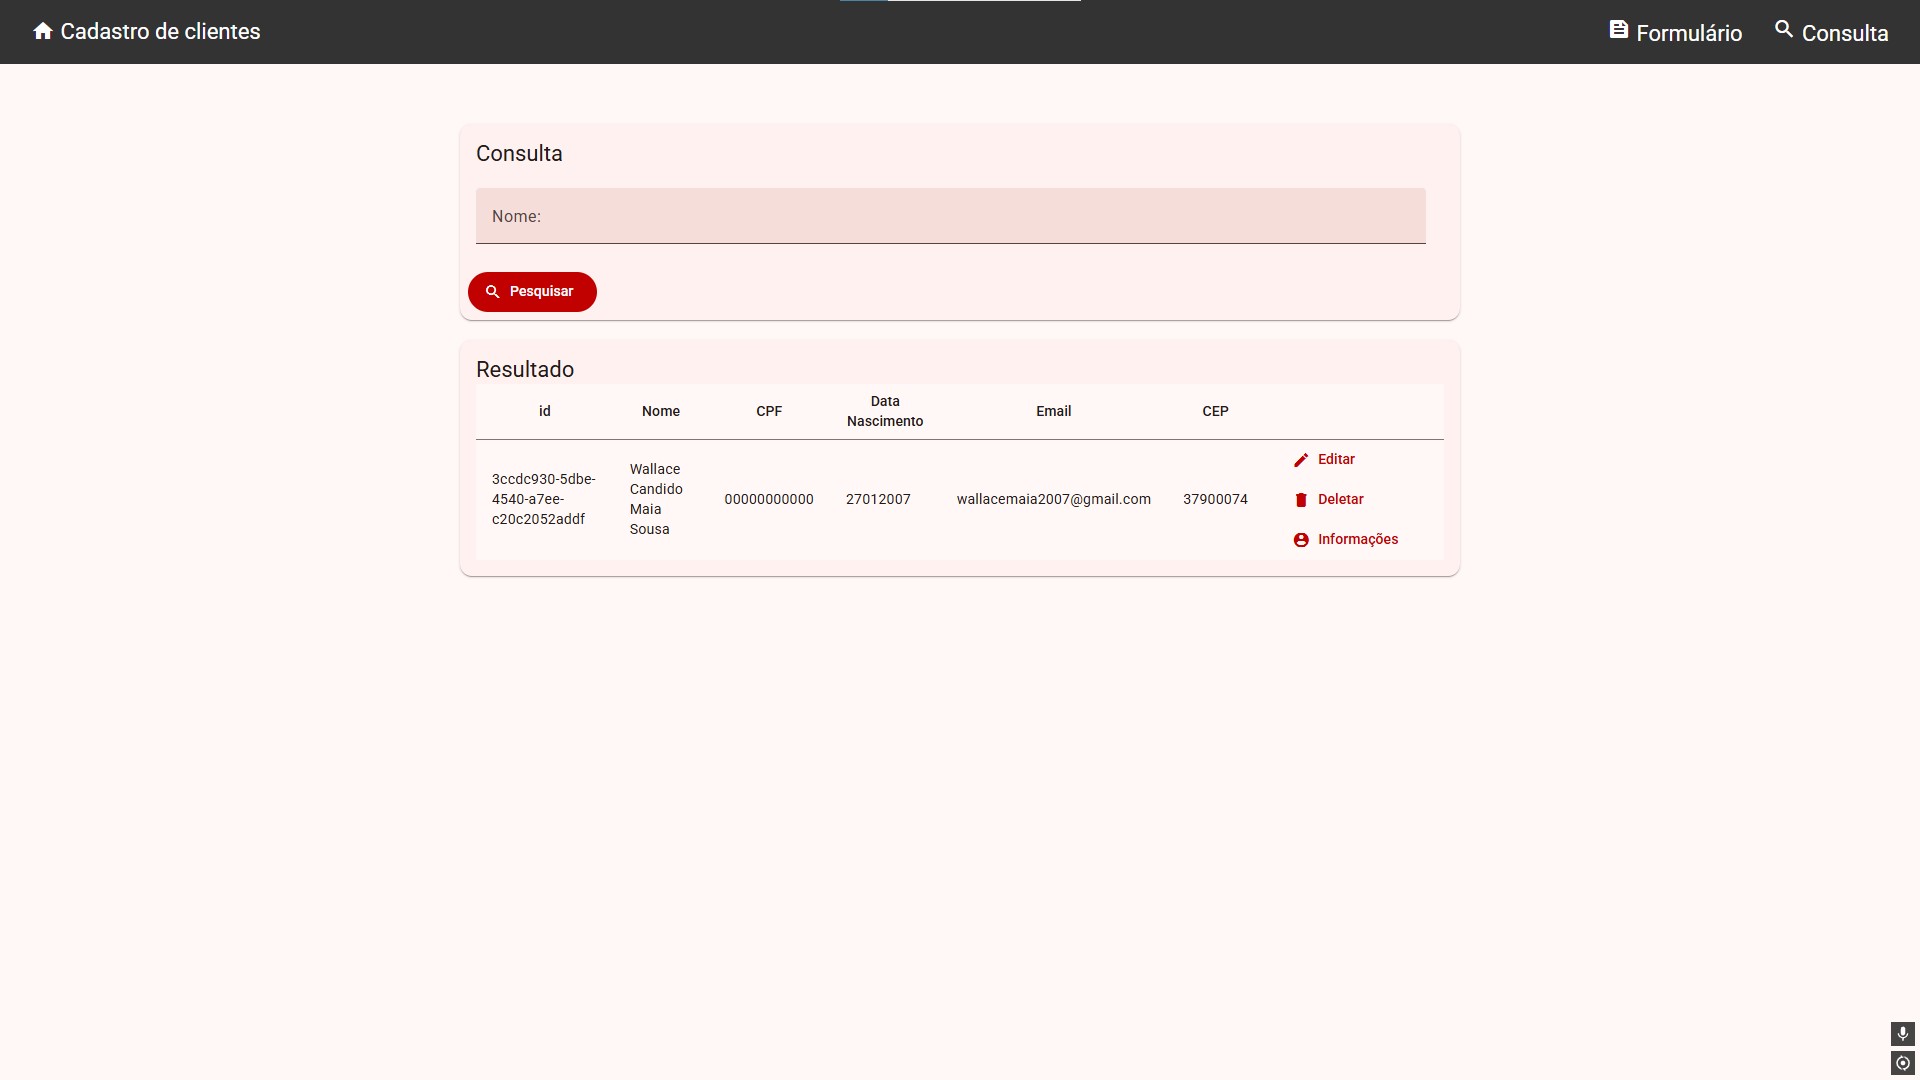 Cadastro de clientes
Formulário
Consulta
Consulta
Nome:
Pesquisar
Resultado
id Nome CPF Data Nascimento Email CEP
3ccdc930-5dbe-
4540-a7ee-
c20c2052addf
Wallace
Candido
Maia
Sousa
00000000000
27012007
wallacemaia2007@gmail.com
37900074
Editar
Deletar
Informações